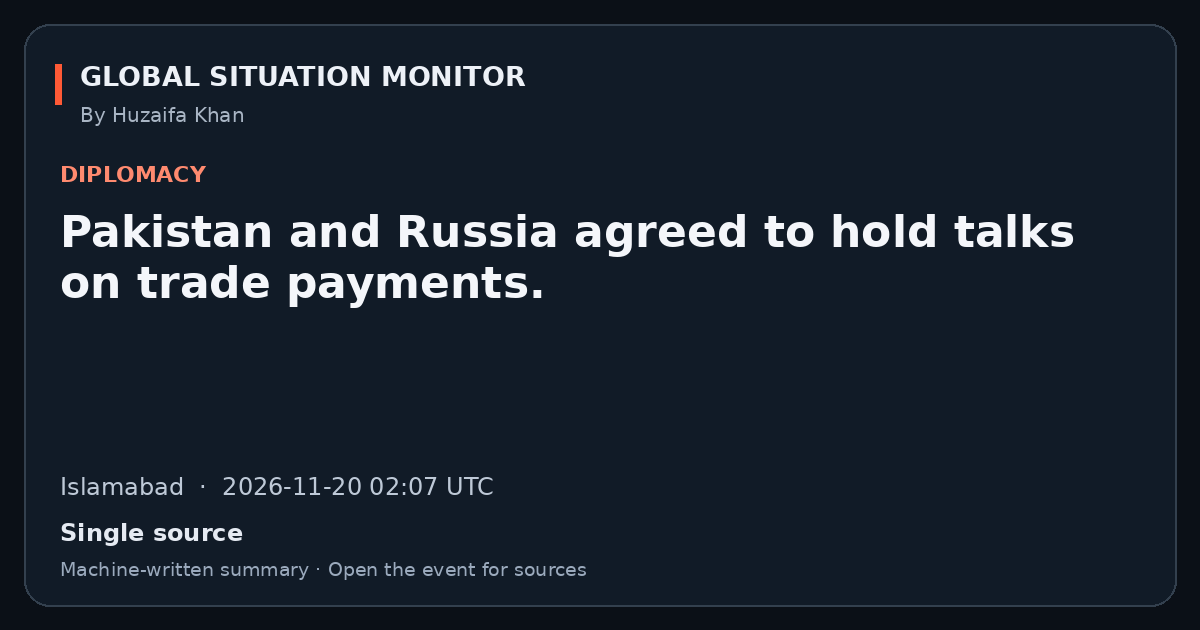 GLOBAL SITUATION MONITOR
By Huzaifa Khan
DIPLOMACY
Pakistan and Russia agreed to hold talks
on trade payments.
Islamabad · 2026-11-20 02:07 UTC
Single source
Machine-written summary · Open the event for sources